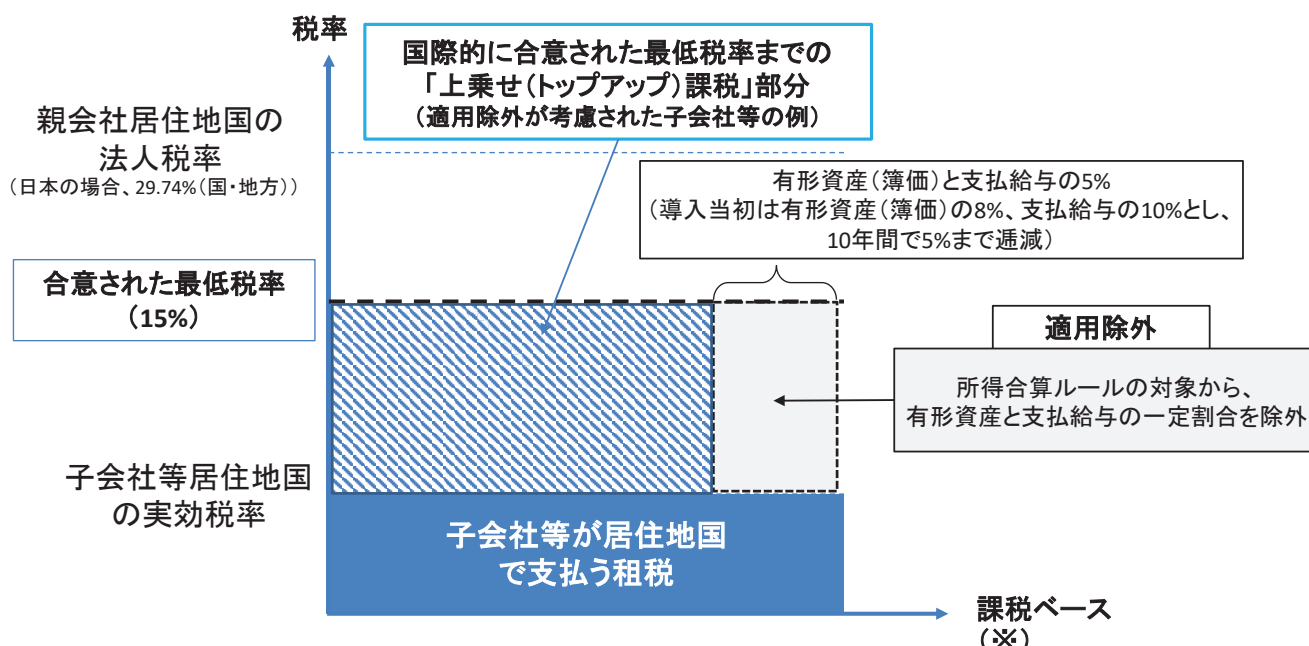 税率
国際的に合意された最低税率までの
「上乗せ(トップアップ)課税」部分
(適用除外が考慮された子会社等の例)
親会社居住地国の
法人税率
(日本の場合、29.74%(国・地方))
有形資産(簿価)と支払給与の5%
(導入当初は有形資産(簿価)の8%、支払給与の10%とし、
10年間で5%まで逓減)
合意された最低税率
(15%)
適用除外
所得合算ルールの対象から、
有形資産と支払給与の一定割合を除外
子会社等居住地国
の実効税率
子会社等が居住地国
で支払う租税
課税ベース
(※)